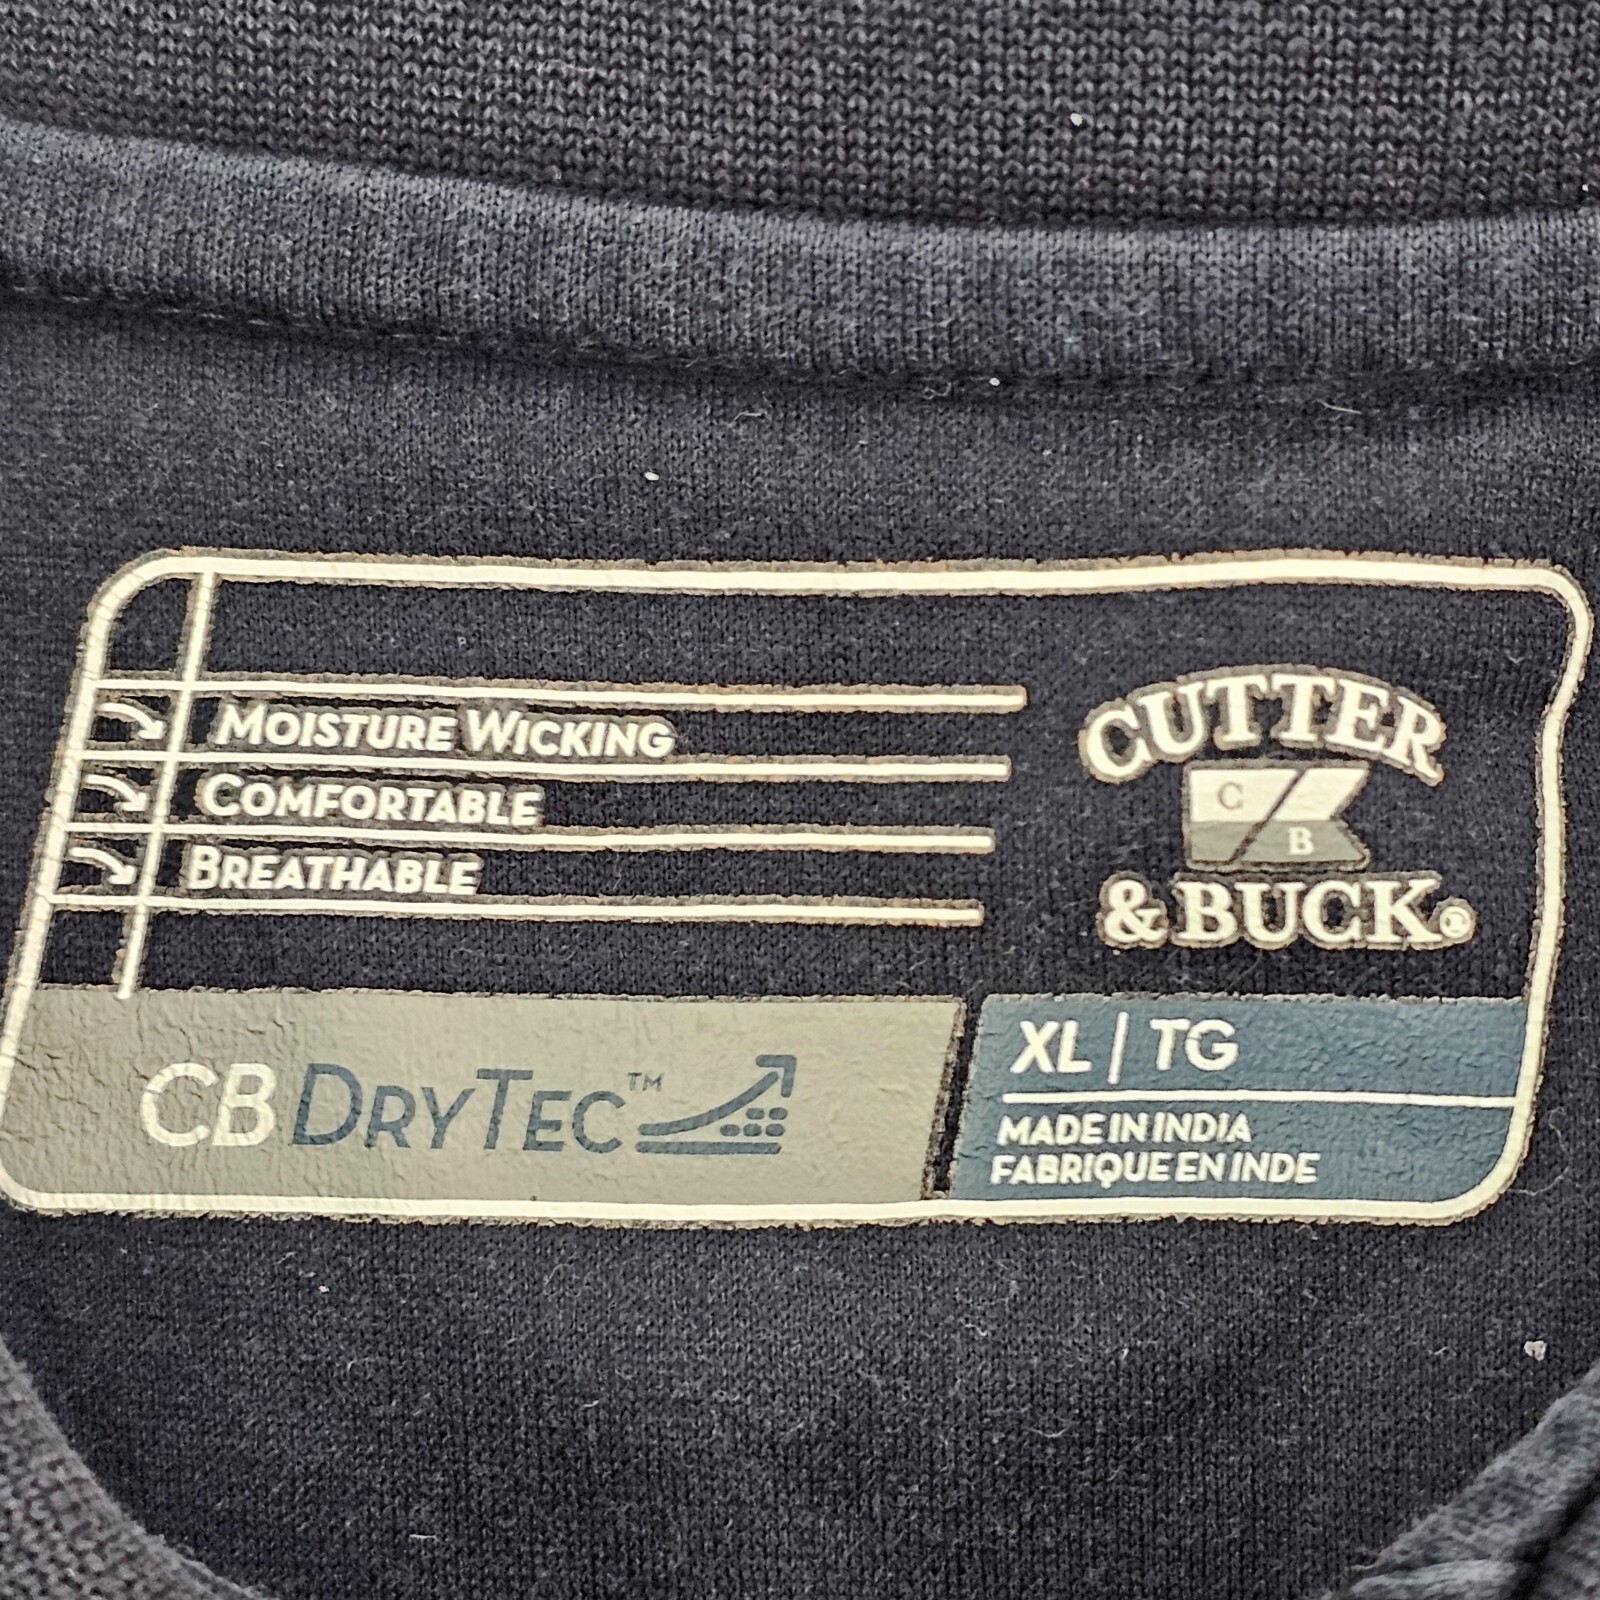 MOISTURE WICKING
COMFORTABLE
BREATHABLE
CUTTER
C
B
& BUCK®
CB DRYTEC™
XL | TG
MADE IN INDIA
FABRIQUE EN INDE